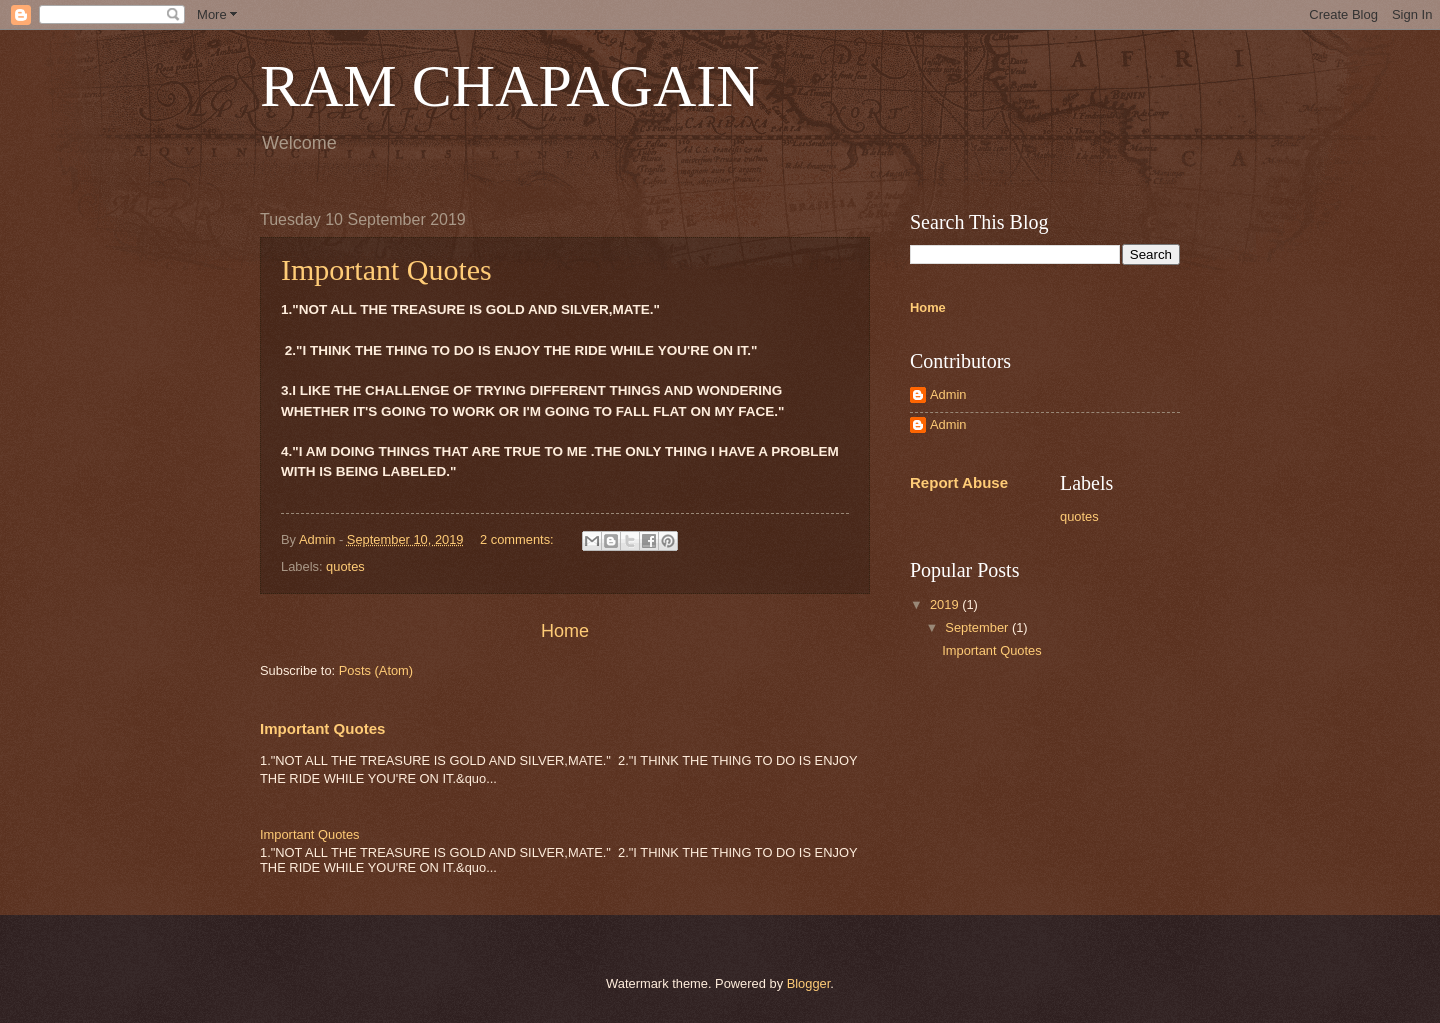 More
Create Blog
Sign In
RAM CHAPAGAIN
Welcome
Tuesday 10 September 2019
Important Quotes
1."NOT ALL THE TREASURE IS GOLD AND SILVER,MATE."
2."I THINK THE THING TO DO IS ENJOY THE RIDE WHILE YOU'RE ON IT."
3.I LIKE THE CHALLENGE OF TRYING DIFFERENT THINGS AND WONDERING
WHETHER IT'S GOING TO WORK OR I'M GOING TO FALL FLAT ON MY FACE."
4."I AM DOING THINGS THAT ARE TRUE TO ME .THE ONLY THING I HAVE A PROBLEM
WITH IS BEING LABELED."
By Admin - September 10, 2019 2 comments:
Labels: quotes
Home
Subscribe to: Posts (Atom)
Important Quotes
1."NOT ALL THE TREASURE IS GOLD AND SILVER,MATE."  2."I THINK THE THING TO DO IS ENJOY
THE RIDE WHILE YOU'RE ON IT.&quo...
Important Quotes
1."NOT ALL THE TREASURE IS GOLD AND SILVER,MATE."  2."I THINK THE THING TO DO IS ENJOY
THE RIDE WHILE YOU'RE ON IT.&quo...
Search This Blog
Search
Home
Contributors
Admin
Admin
Report Abuse
Labels
quotes
Popular Posts
▼ 2019 (1)
▼ September (1)
Important Quotes
Watermark theme. Powered by Blogger.